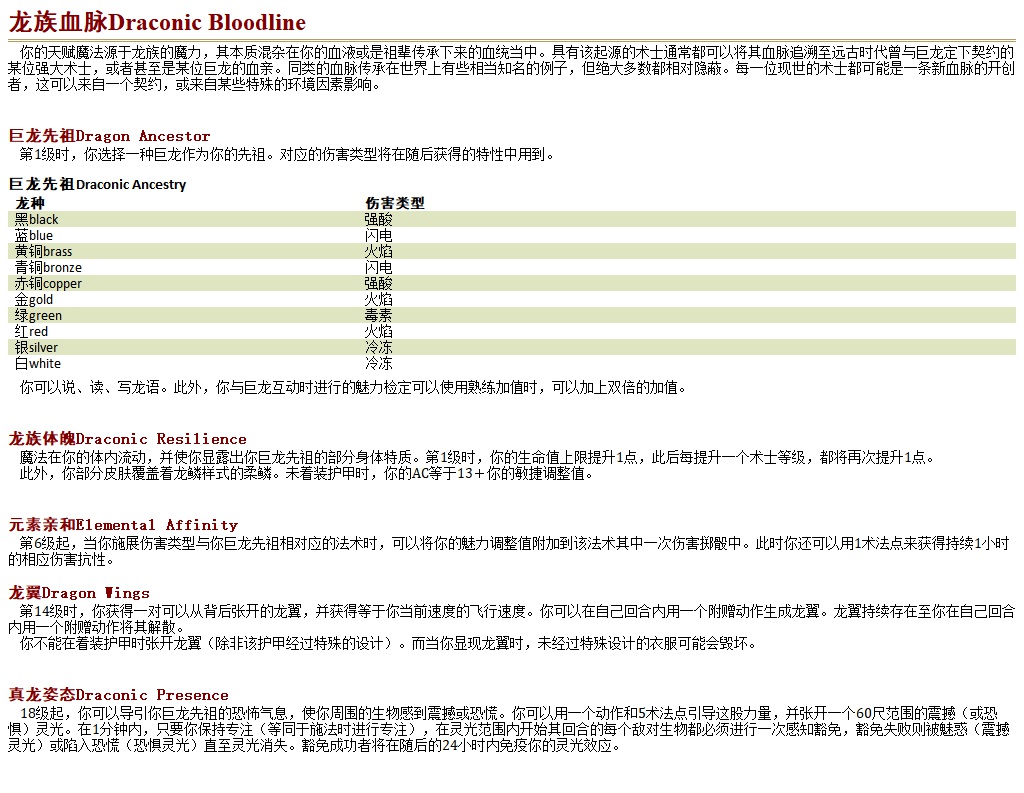 龙族血脉Draconic Bloodline
你的天赋魔法源于龙族的魔力，其本质混杂在你的血液或是祖辈传承下来的血统当中。具有该起源的术士通常都可以将其血脉追溯至远古时代曾与巨龙定下契约的
某位强大术士，或者甚至是某位巨龙的血亲。同类的血脉传承在世界上有些相当知名的例子，但绝大多数都相对隐蔽。每一位现世的术士都可能是一条新血脉的开创
者，这可以来自一个契约，或来自某些特殊的环境因素影响。
巨龙先祖Dragon Ancestor
第1级时，你选择一种巨龙作为你的先祖。对应的伤害类型将在随后获得的特性中用到。
巨龙先祖Draconic Ancestry
龙种 伤害类型
黑black 强酸
蓝blue 闪电
黄铜brass 火焰
青铜bronze 闪电
赤铜copper 强酸
金gold 火焰
绿green 毒素
红red 火焰
银silver 冷冻
白white 冷冻
你可以说、读、写龙语。此外，你与巨龙互动时进行的魅力检定可以使用熟练加值时，可以加上双倍的加值。
龙族体魄Draconic Resilience
魔法在你的体内流动，并使你显露出你巨龙先祖的部分身体特质。第1级时，你的生命值上限提升1点，此后每提升一个术士等级，都将再次提升1点。
此外，你部分皮肤覆盖着龙鳞样式的柔鳞。未着装护甲时，你的AC等于13＋你的敏捷调整值。
元素亲和Elemental Affinity
第6级起，当你施展伤害类型与你巨龙先祖相对应的法术时，可以将你的魅力调整值附加到该法术其中一次伤害掷骰中。此时你还可以用1术法点来获得持续1小时
的相应伤害抗性。
龙翼Dragon Wings
第14级时，你获得一对可以从背后张开的龙翼，并获得等于你当前速度的飞行速度。你可以在自己回合内用一个附赠动作生成龙翼。龙翼持续存在至你在自己回合
内用一个附赠动作将其解散。
你不能在着装护甲时张开龙翼（除非该护甲经过特殊的设计）。而当你显现龙翼时，未经过特殊设计的衣服可能会毁坏。
真龙姿态Draconic Presence
18级起，你可以导引你巨龙先祖的恐怖气息，使你周围的生物感到震撼或恐慌。你可以用一个动作和5术法点引导这股力量，并张开一个60尺范围的震撼（或恐
惧）灵光。在1分钟内，只要你保持专注（等同于施法时进行专注），在灵光范围内开始其回合的每个敌对生物都必须进行一次感知豁免，豁免失败则被魅惑（震撼
灵光）或陷入恐慌（恐惧灵光）直至灵光消失。豁免成功者将在随后的24小时内免疫你的灵光效应。